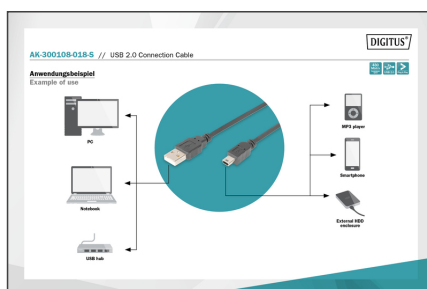 DIGITUS®
AK-300108-018-S // USB 2.0 Connection Cable
Anwendungsbeispiel
Example of use
PC
MP3 player
Smartphone
Notebook
External HDD
enclosure
USB hub